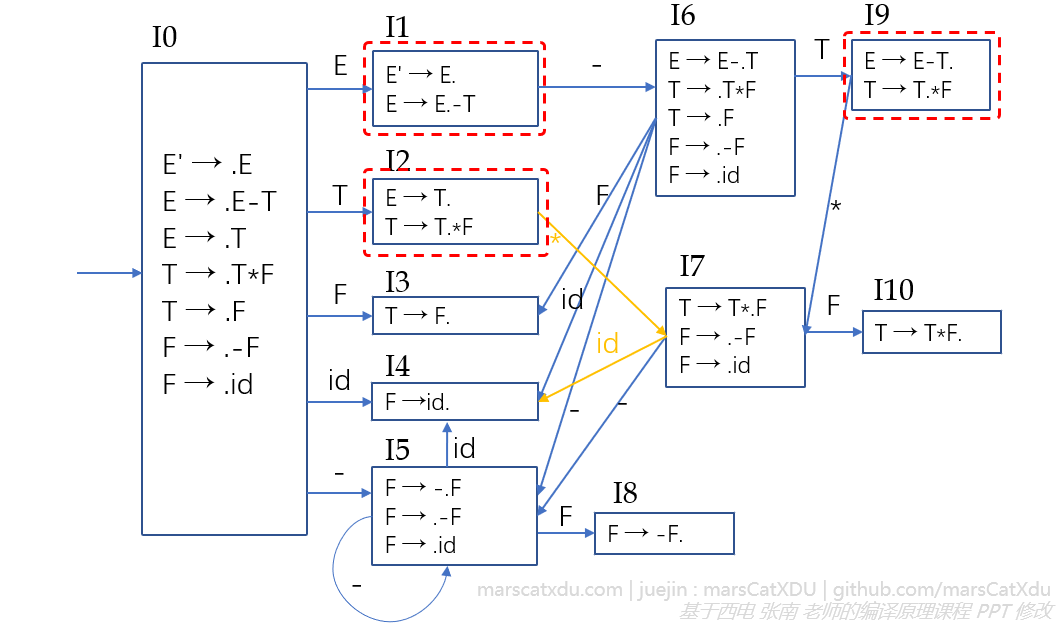 I0
E' → .E
E → .E-T
E → .T
T → .T*F
T → .F
F → .-F
F → .id
E
T
F
id
-
I1
E' → E.
E → E.-T
-
I2
E → T.
T → T.*F
*
I3
T → F.
I4
F →id.
id
I5
F → -.F
F → .-F
F → .id
-
F
I8
F → -F.
I6
E → E-.T
T → .T*F
T → .F
F → .-F
F → .id
T
F
id
-
I9
E → E-T.
T → T.*F
*
I7
T → T*.F
F → .-F
F → .id
id
-
F
I10
T → T*F.
marscatxdu.com | juejin : marsCatXDU | github.com/marsCatXdu
基于西电 张南 老师的编译原理课程 PPT 修改